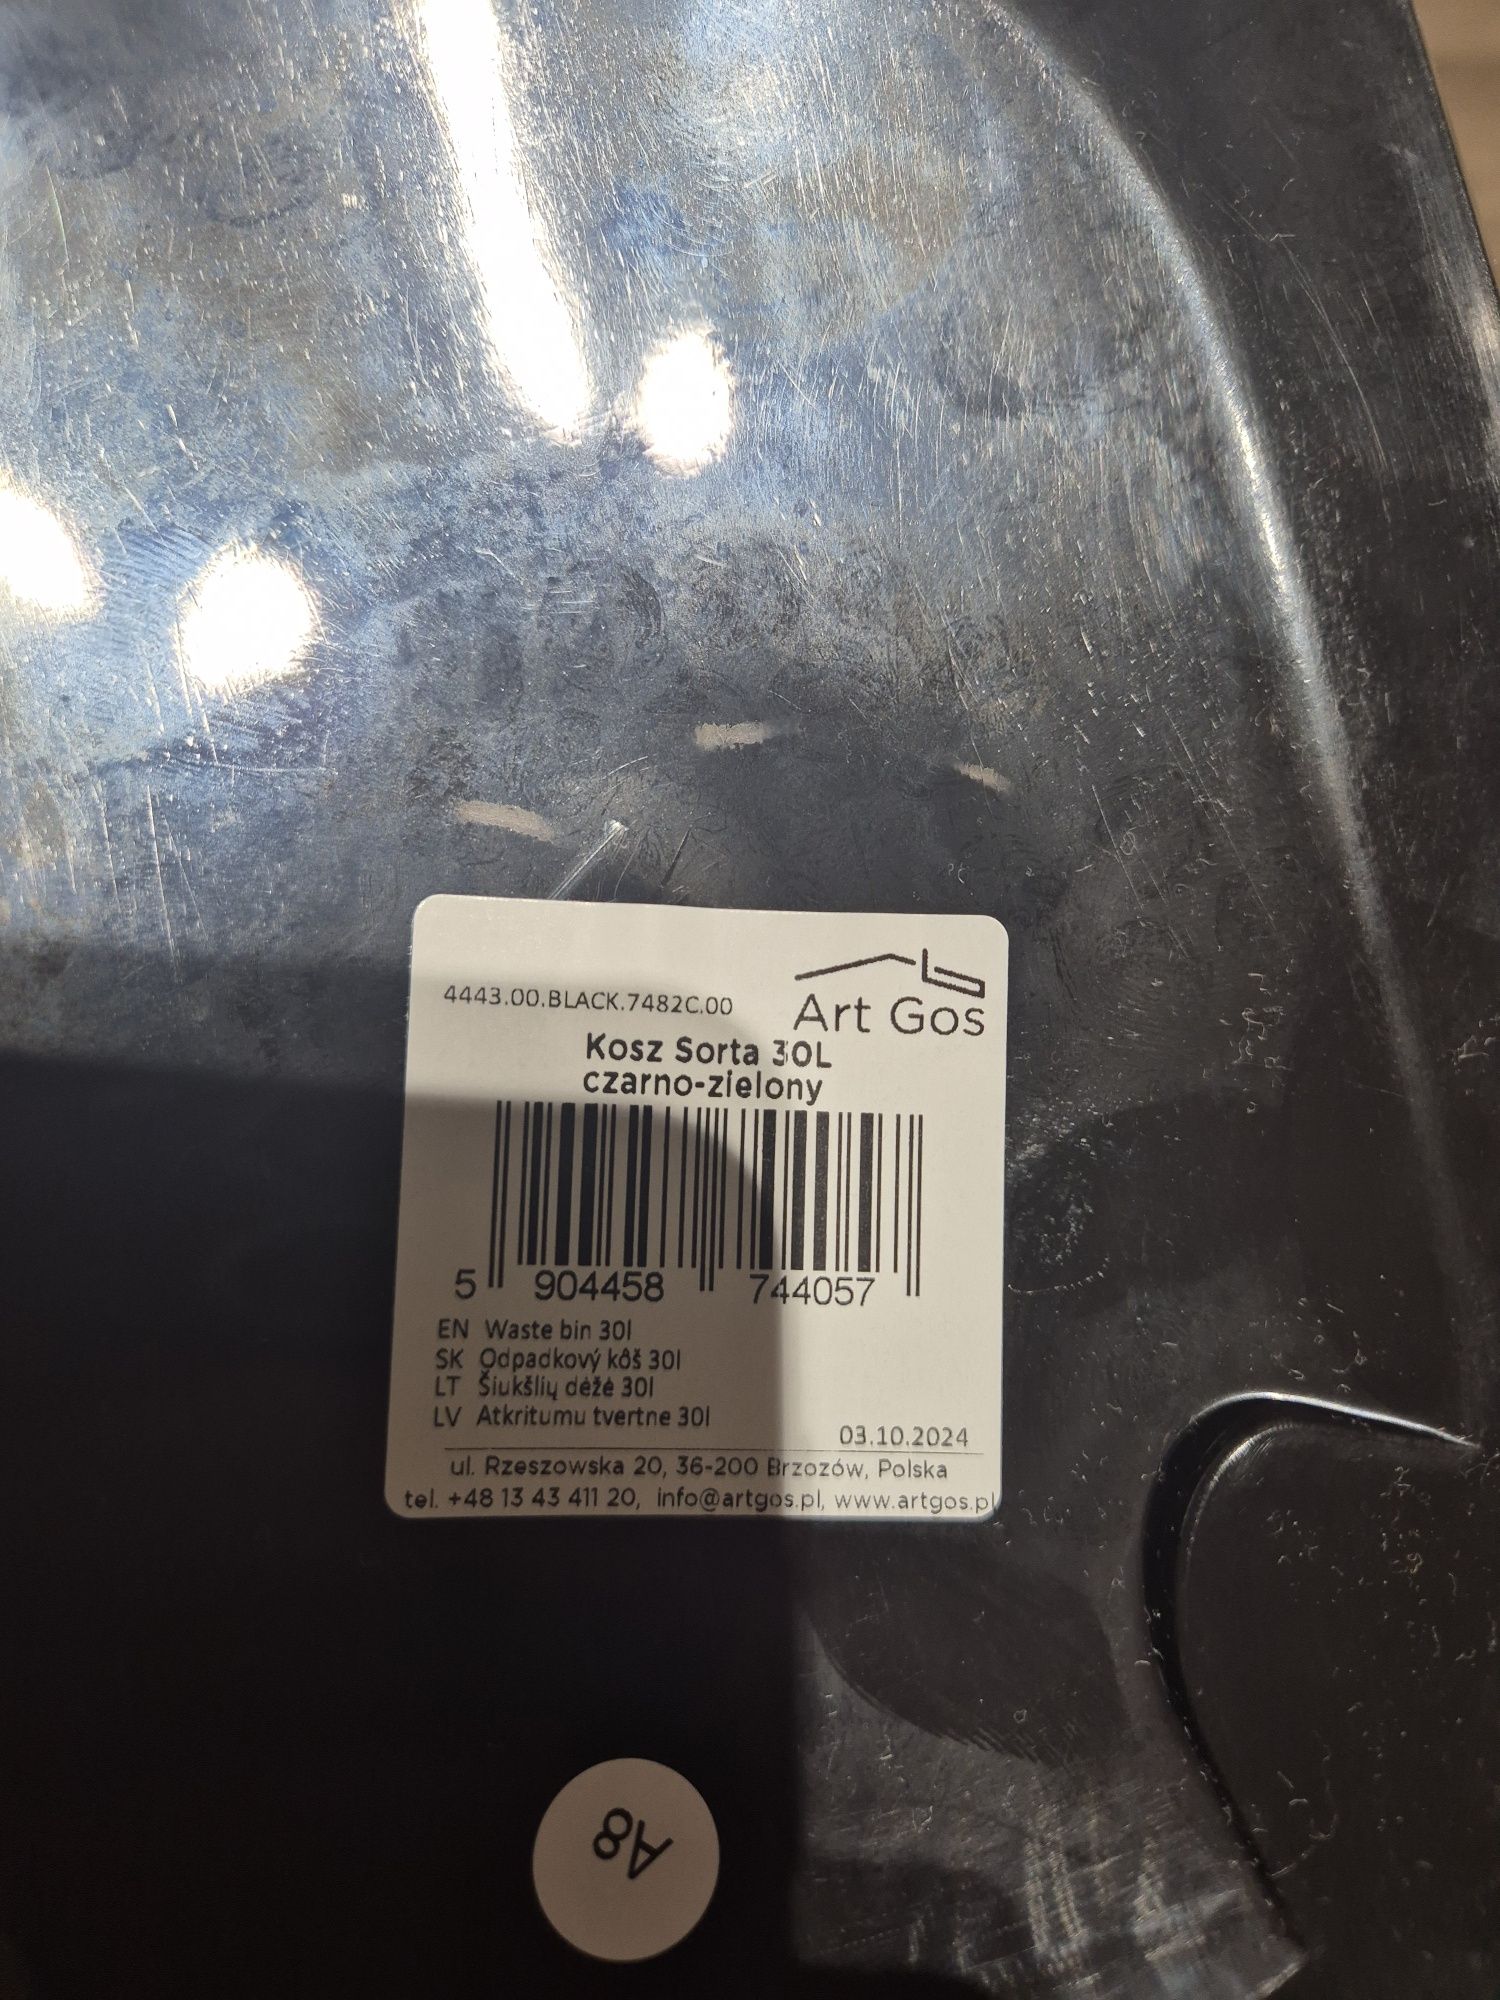 4443.00.BLACK.7482C.00
Art Gos
Kosz Sorta 30L
czarno-zielony
5 904458 744057
EN Waste bin 30l
SK Odpadkový kôš 30l
LT Šiukšlių dėžė 30l
LV Atkritumu tvertne 30l
03.10.2024
ul. Rzeszowska 20, 36-200 Brzozów, Polska
tel. +48 13 43 411 20, info@artgos.pl, www.artgos.pl
A8